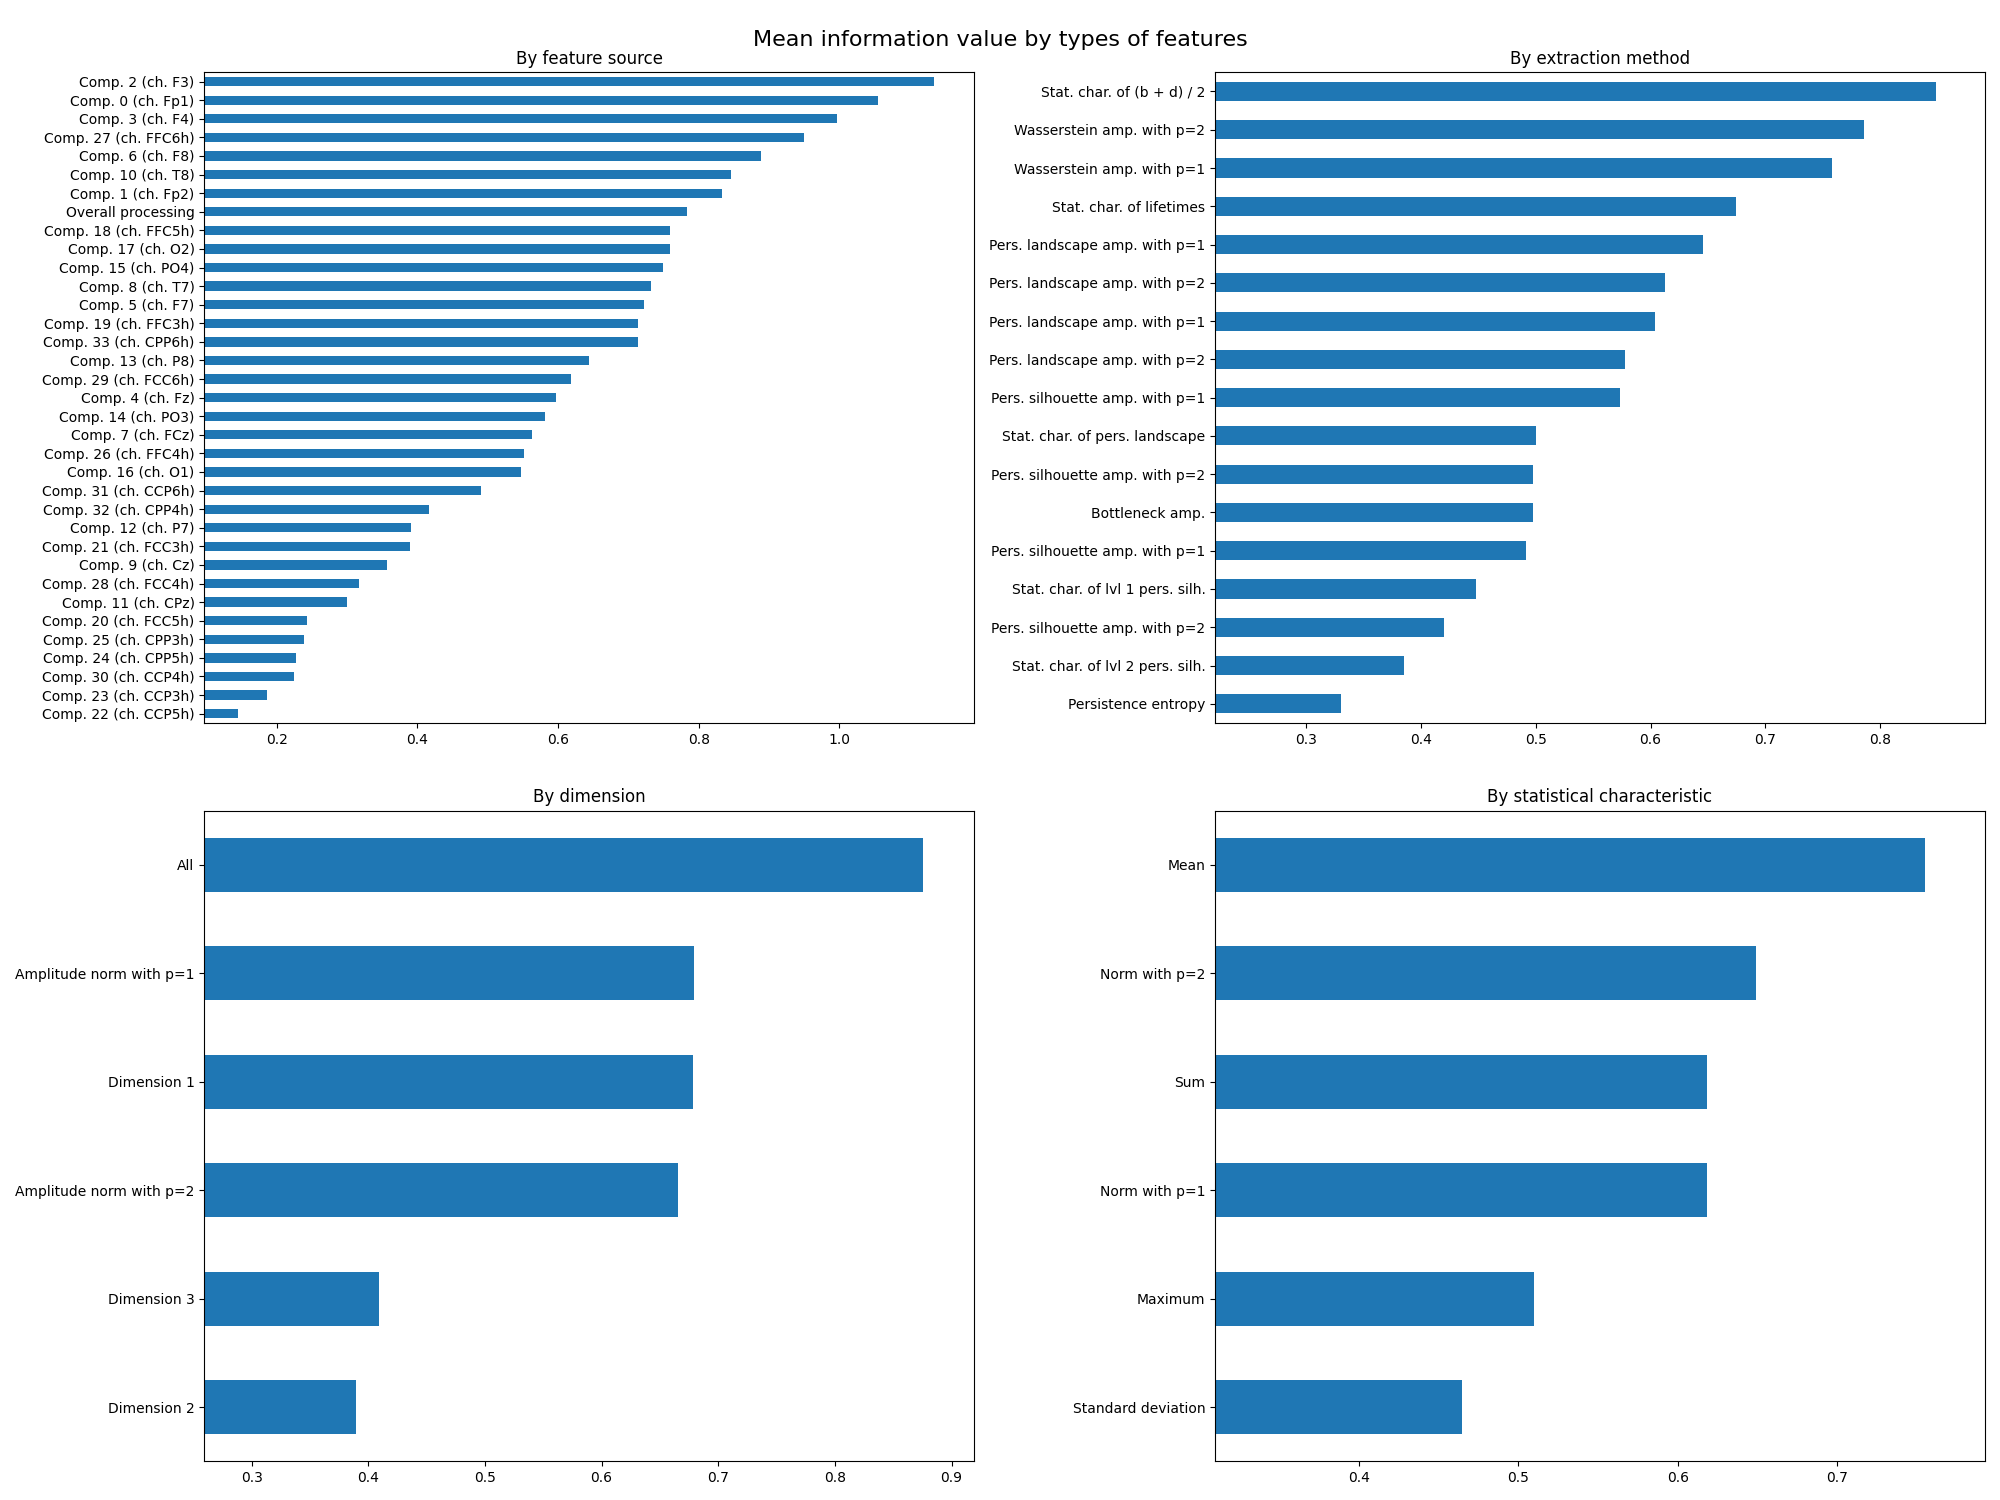 Mean information value by types of features
By feature source
Comp. 2 (ch. F3)
Comp. 0 (ch. Fp1)
Comp. 3 (ch. F4)
Comp. 27 (ch. FFC6h)
Comp. 6 (ch. F8)
Comp. 10 (ch. T8)
Comp. 1 (ch. Fp2)
Overall processing
Comp. 18 (ch. FFC5h)
Comp. 17 (ch. O2)
Comp. 15 (ch. PO4)
Comp. 8 (ch. T7)
Comp. 5 (ch. F7)
Comp. 19 (ch. FFC3h)
Comp. 33 (ch. CPP6h)
Comp. 13 (ch. P8)
Comp. 29 (ch. FCC6h)
Comp. 4 (ch. Fz)
Comp. 14 (ch. PO3)
Comp. 7 (ch. FCz)
Comp. 26 (ch. FFC4h)
Comp. 16 (ch. O1)
Comp. 31 (ch. CCP6h)
Comp. 32 (ch. CPP4h)
Comp. 12 (ch. P7)
Comp. 21 (ch. FCC3h)
Comp. 9 (ch. Cz)
Comp. 28 (ch. FCC4h)
Comp. 11 (ch. CPz)
Comp. 20 (ch. FCC5h)
Comp. 25 (ch. CPP3h)
Comp. 24 (ch. CPP5h)
Comp. 30 (ch. CCP4h)
Comp. 23 (ch. CCP3h)
Comp. 22 (ch. CCP5h)
0.2 0.4 0.6 0.8 1.0
By extraction method
Stat. char. of (b + d) / 2
Wasserstein amp. with p=2
Wasserstein amp. with p=1
Stat. char. of lifetimes
Pers. landscape amp. with p=1
Pers. landscape amp. with p=2
Pers. landscape amp. with p=1
Pers. landscape amp. with p=2
Pers. silhouette amp. with p=1
Stat. char. of pers. landscape
Pers. silhouette amp. with p=2
Bottleneck amp.
Pers. silhouette amp. with p=1
Stat. char. of lvl 1 pers. silh.
Pers. silhouette amp. with p=2
Stat. char. of lvl 2 pers. silh.
Persistence entropy
0.3 0.4 0.5 0.6 0.7 0.8
By dimension
All
Amplitude norm with p=1
Dimension 1
Amplitude norm with p=2
Dimension 3
Dimension 2
0.3 0.4 0.5 0.6 0.7 0.8 0.9
By statistical characteristic
Mean
Norm with p=2
Sum
Norm with p=1
Maximum
Standard deviation
0.4 0.5 0.6 0.7